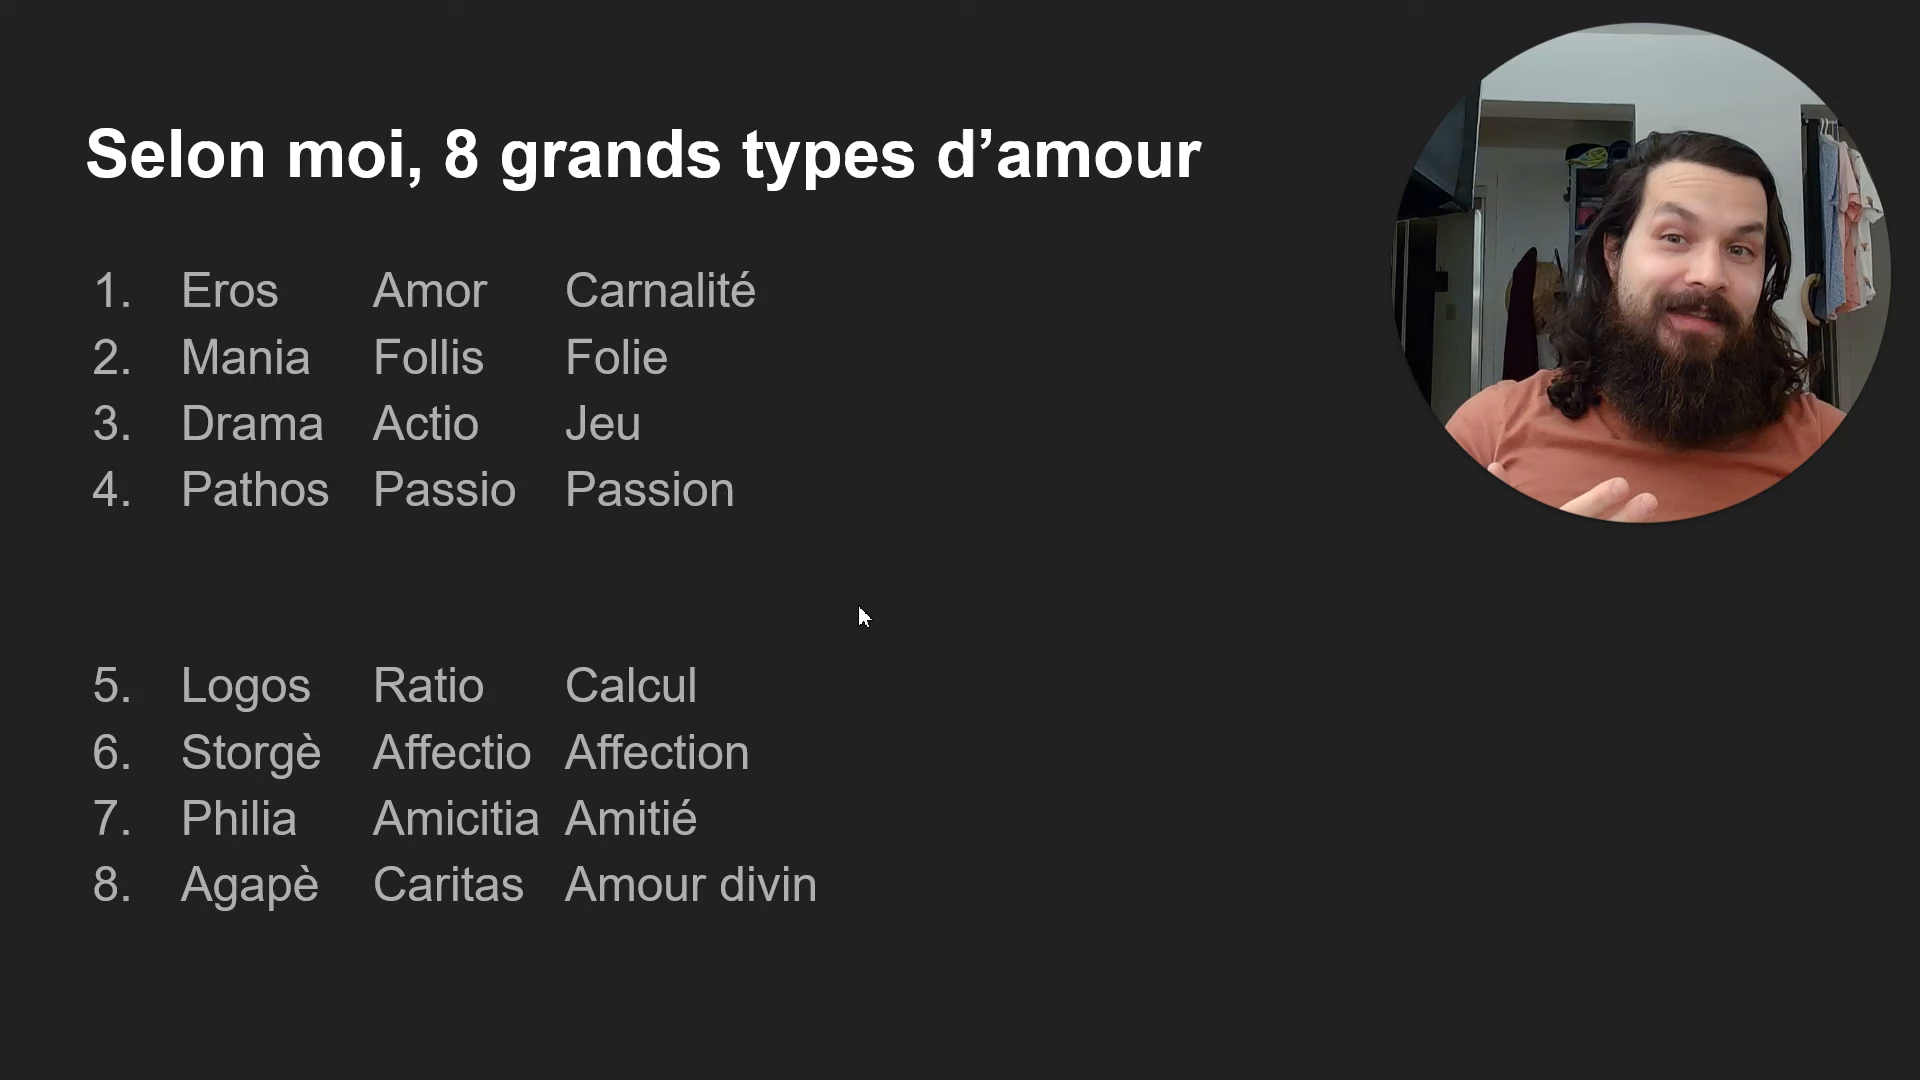 Selon moi, 8 grands types d’amour
1. Eros Amor Carnalité
2. Mania Follis Folie
3. Drama Actio Jeu
4. Pathos Passio Passion
5. Logos Ratio Calcul
6. Storgè Affectio Affection
7. Philia Amicitia Amitié
8. Agapè Caritas Amour divin